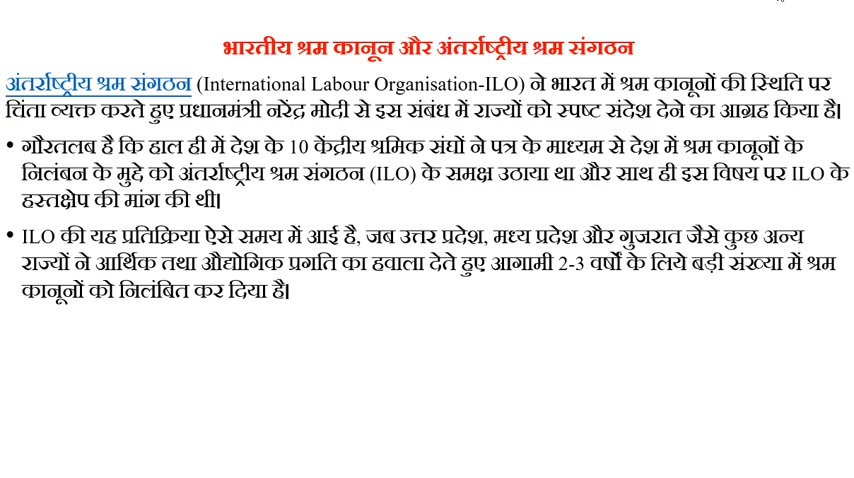 भारतीय श्रम कानून और अंतर्राष्ट्रीय श्रम संगठन
अंतर्राष्ट्रीय श्रम संगठन (International Labour Organisation-ILO) ने भारत में श्रम कानूनों की स्थिति पर
चिंता व्यक्त करते हुए प्रधानमंत्री नरेंद्र मोदी से इस संबंध में राज्यों को स्पष्ट संदेश देने का आग्रह किया है।
• गौरतलब है कि हाल ही में देश के 10 केंद्रीय श्रमिक संघों ने पत्र के माध्यम से देश में श्रम कानूनों के
निलंबन के मुद्दे को अंतर्राष्ट्रीय श्रम संगठन (ILO) के समक्ष उठाया था और साथ ही इस विषय पर ILO के
हस्तक्षेप की मांग की थी।
• ILO की यह प्रतिक्रिया ऐसे समय में आई है, जब उत्तर प्रदेश, मध्य प्रदेश और गुजरात जैसे कुछ अन्य
राज्यों ने आर्थिक तथा औद्योगिक प्रगति का हवाला देते हुए आगामी 2-3 वर्षों के लिये बड़ी संख्या में श्रम
कानूनों को निलंबित कर दिया है।